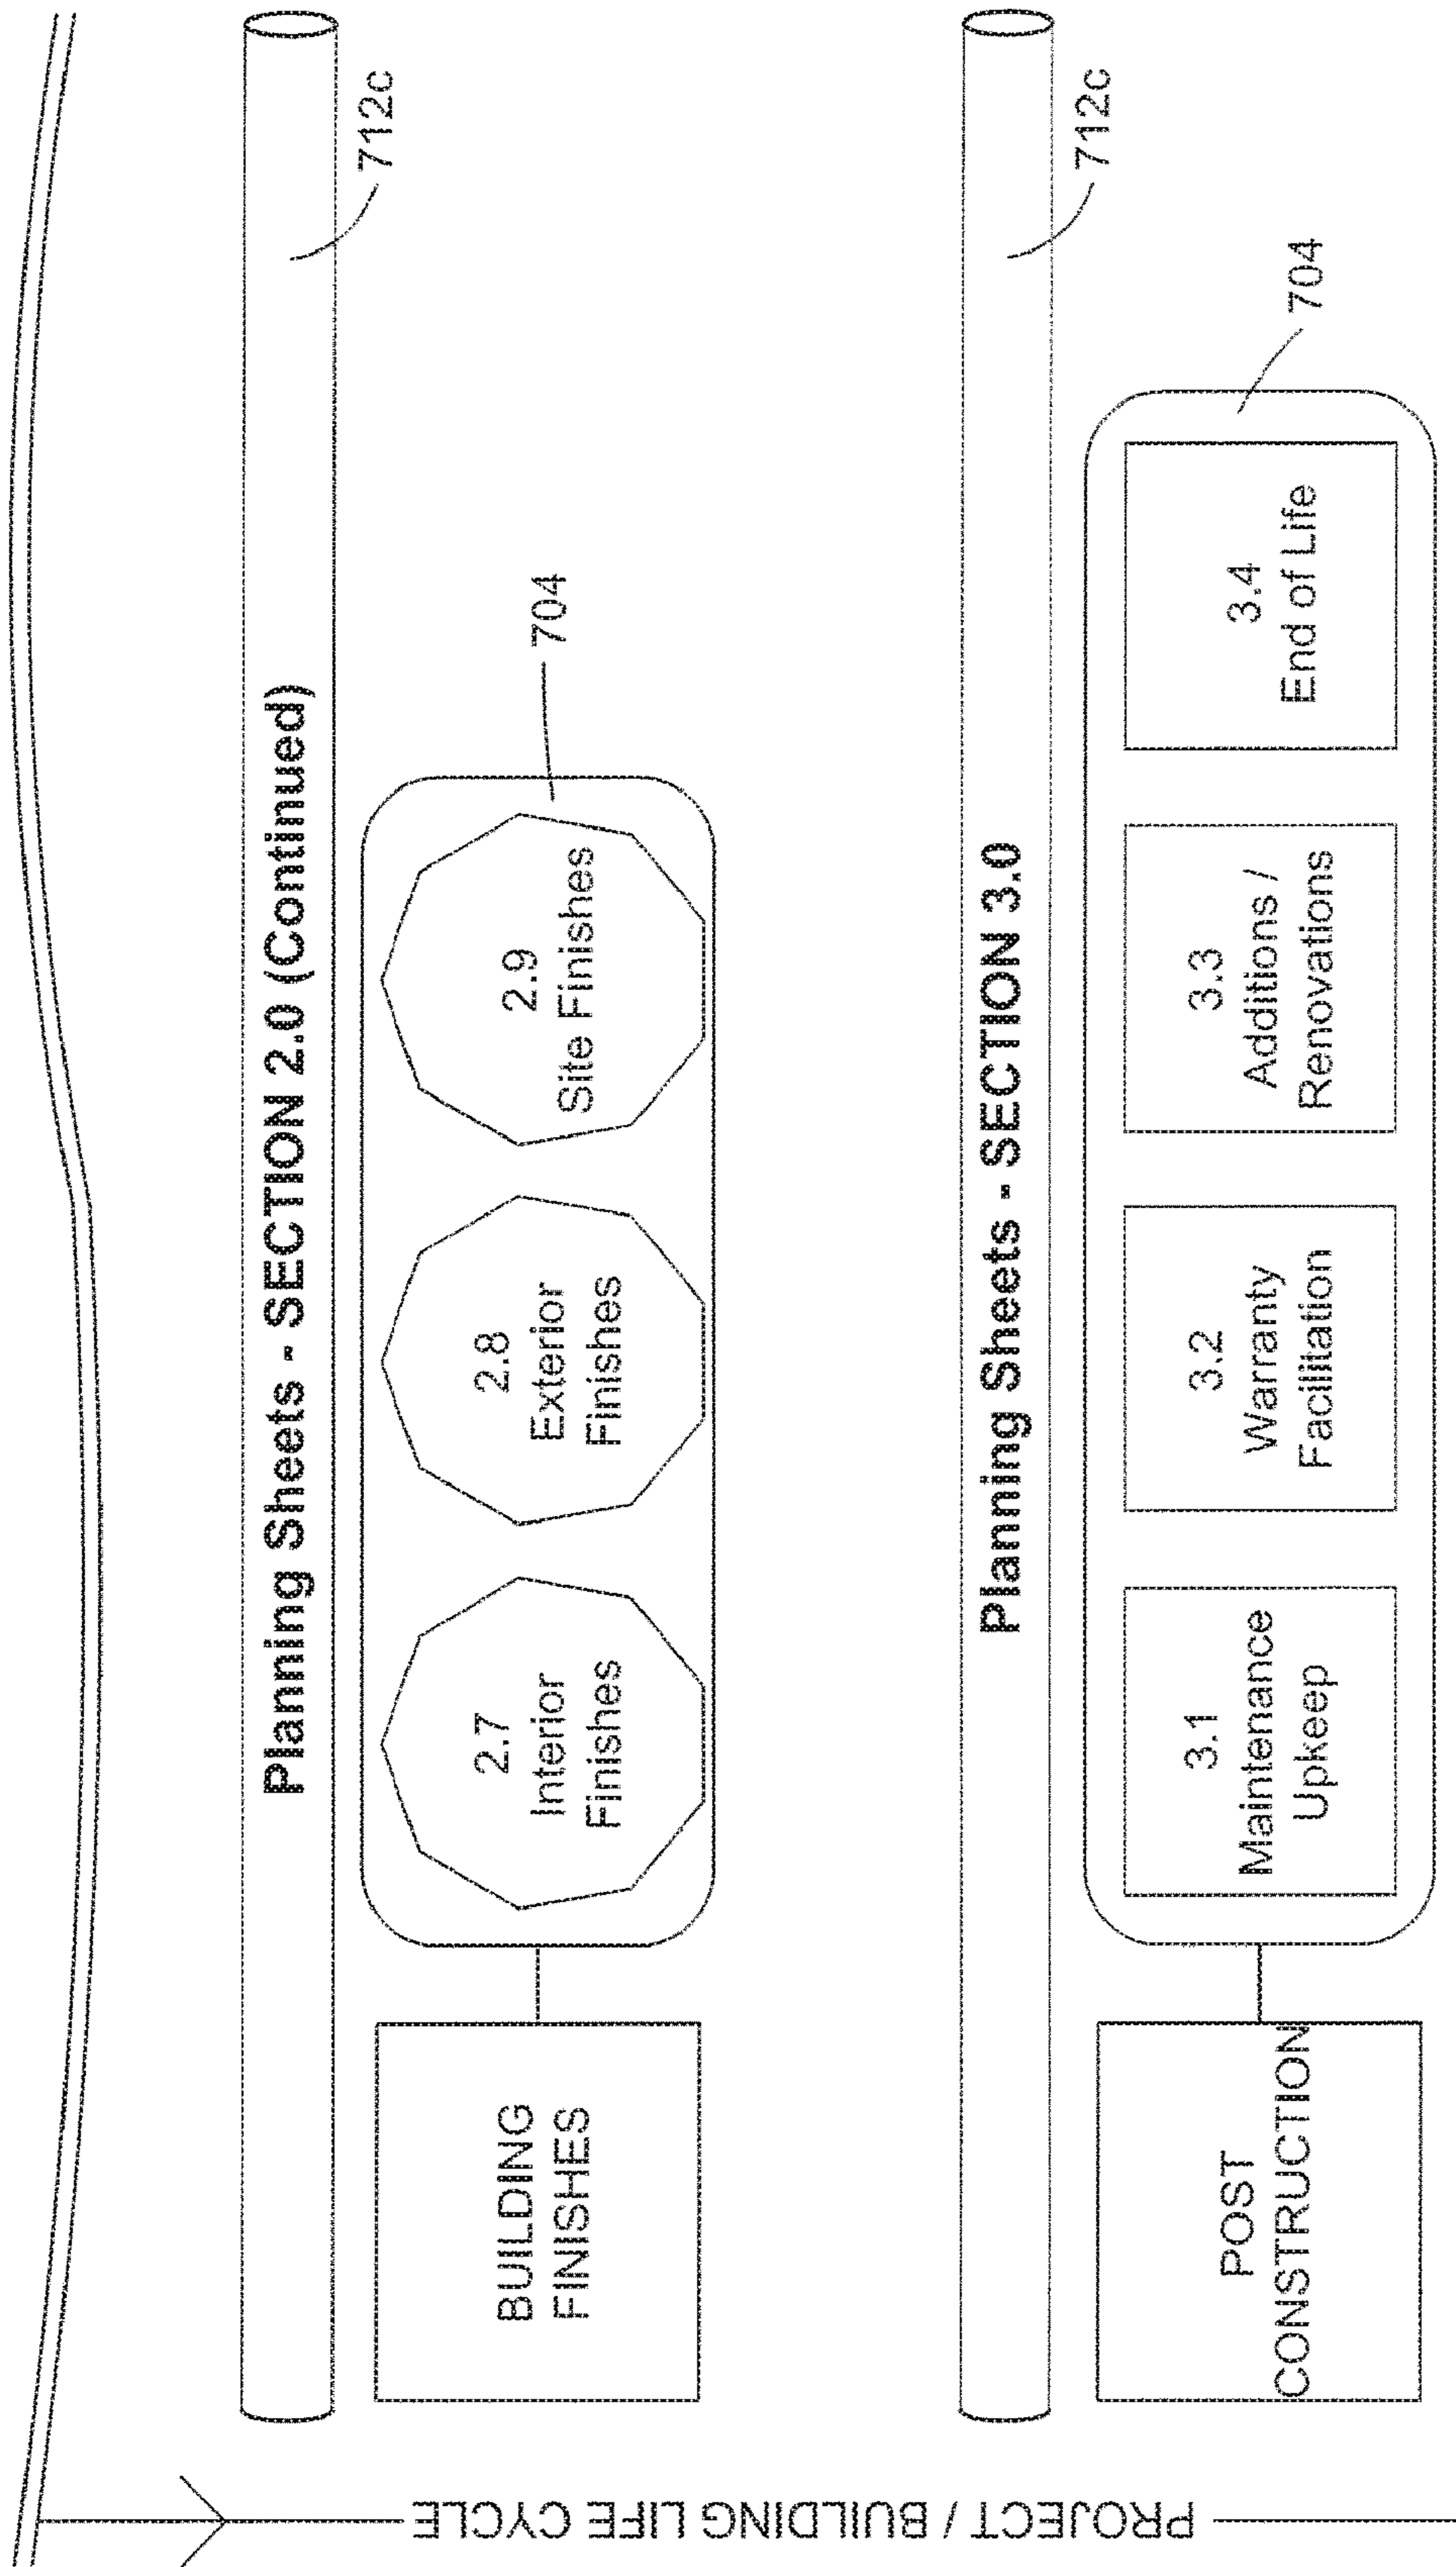 PROJECT / BUILDING LIFE CYCLE
Planning Sheets - SECTION 2.0 (Continued)
712c
BUILDING
FINISHES
2.7
Interior
Finishes
2.8
Exterior
Finishes
2.9
Site Finishes
704
Planning Sheets - SECTION 3.0
712c
POST
CONSTRUCTION
3.1
Maintenance
Upkeep
3.2
Warranty
Facilitation
3.3
Additions /
Renovations
3.4
End of Life
704